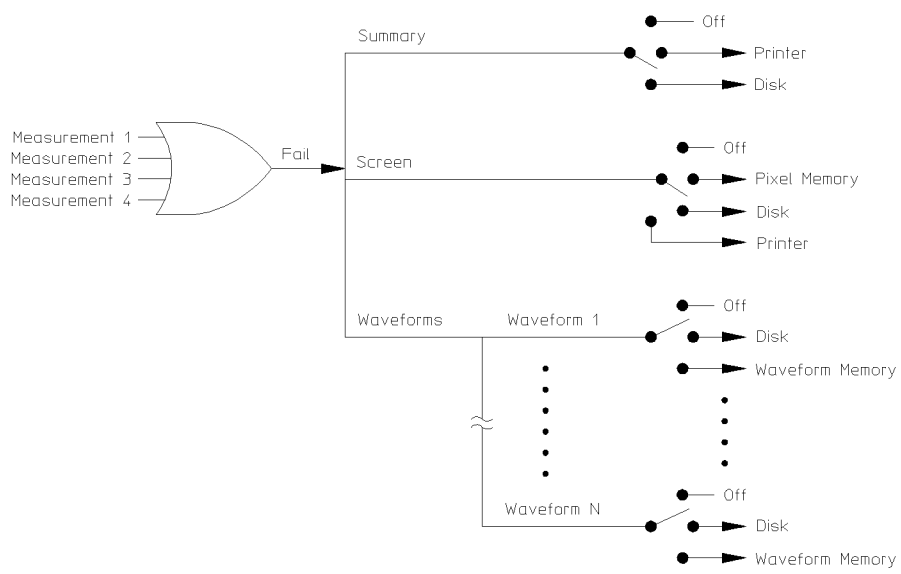 Off
Summary
Printer
Disk
Measurement 1
Measurement 2
Measurement 3
Measurement 4
Fail
Screen
Off
Pixel Memory
Disk
Printer
Waveforms
Waveform 1
Off
Disk
Waveform Memory
Waveform N
Off
Disk
Waveform Memory